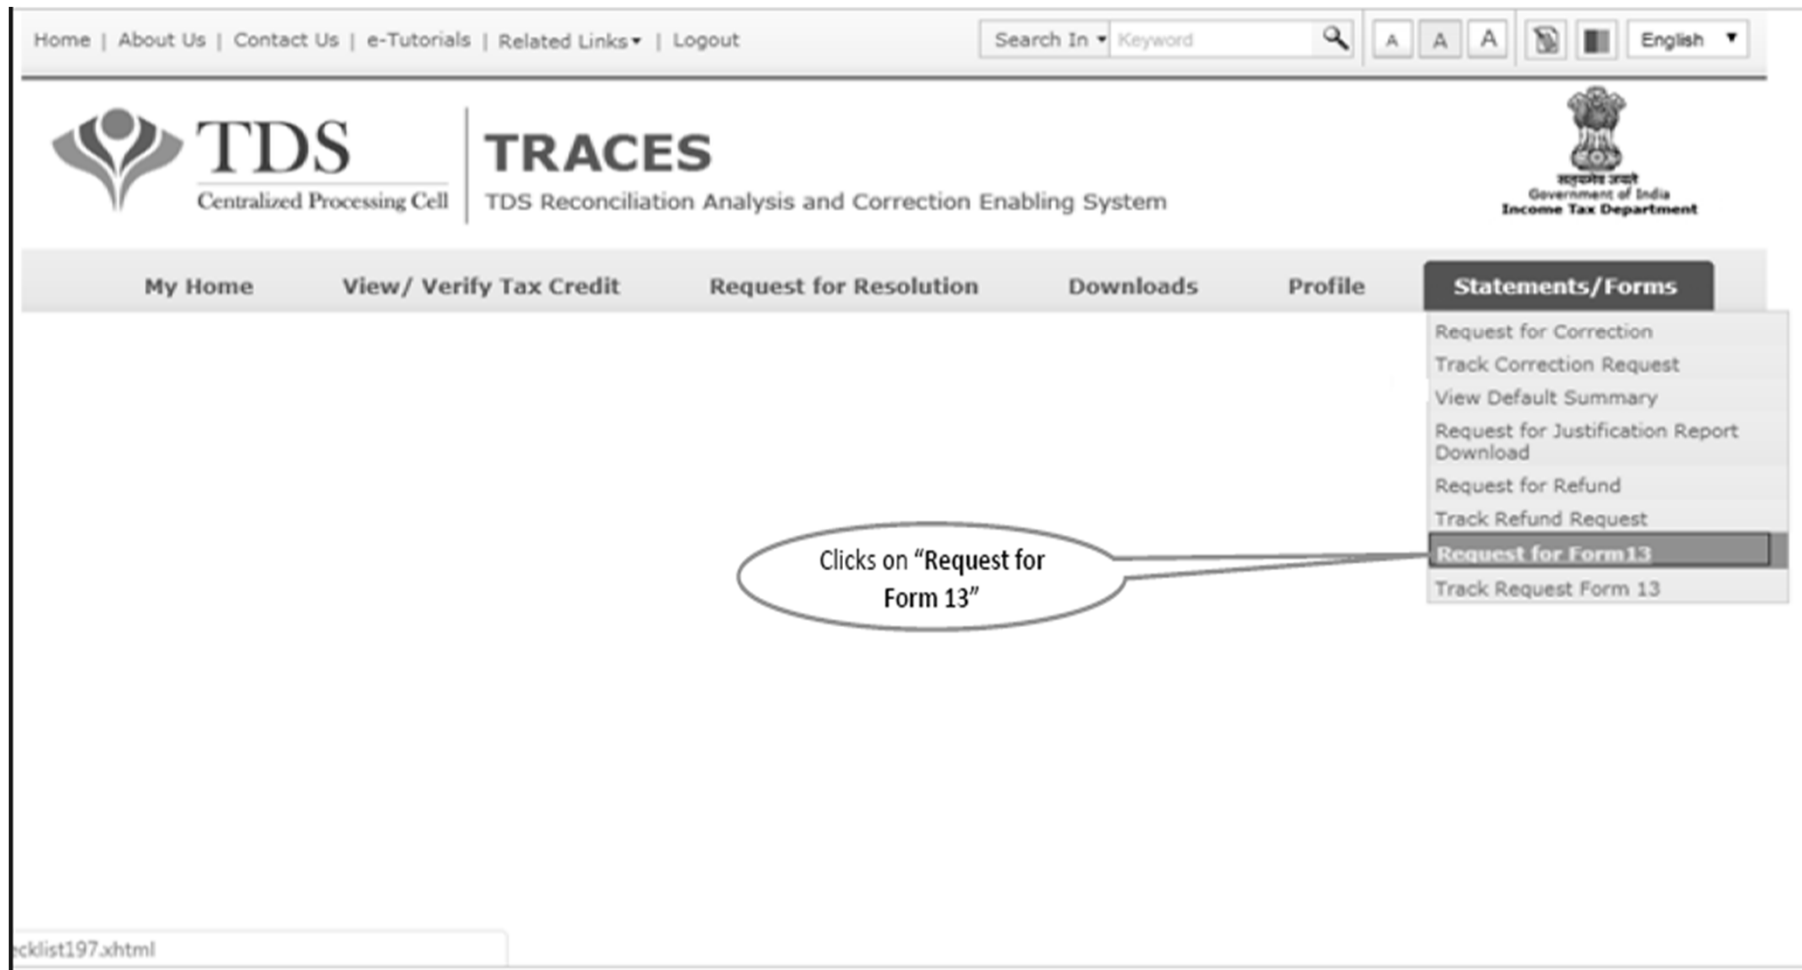 Home | About Us | Contact Us | e-Tutorials | Related Links▾ | Logout
Search In ▾ Keyword
A A A
English ▼
TDS
Centralized Processing Cell
TRACES
TDS Reconciliation Analysis and Correction Enabling System
सत्यमेव जयते
Government of India
Income Tax Department
My Home View/ Verify Tax Credit Request for Resolution Downloads Profile Statements/Forms
Request for Correction
Track Correction Request
View Default Summary
Request for Justification Report
Download
Request for Refund
Track Refund Request
Request for Form13
Track Request Form 13
Clicks on “Request for
Form 13”
ecklist197.xhtml